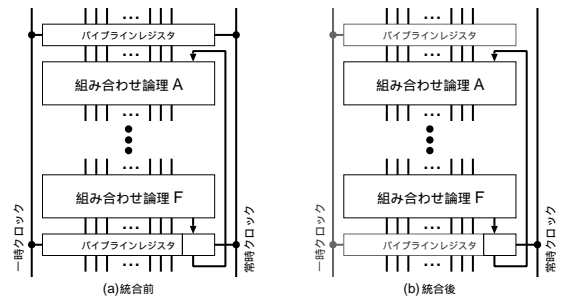 パイプラインレジスタ
組み合わせ論理 A
組み合わせ論理 F
パイプラインレジスタ
一時クロック
常時クロック
(a)統合前
パイプラインレジスタ
組み合わせ論理 A
組み合わせ論理 F
パイプラインレジスタ
一時クロック
常時クロック
(b)統合後